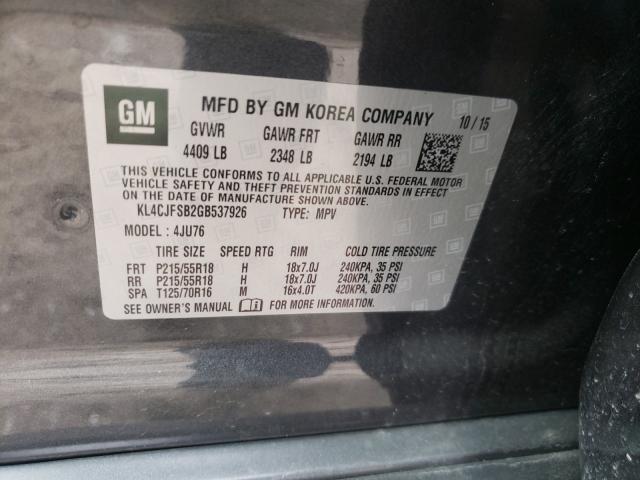 GM
MFD BY GM KOREA COMPANY 10/15
GVWR GAWR FRT GAWR RR
4409 LB 2348 LB 2194 LB
THIS VEHICLE CONFORMS TO ALL APPLICABLE U.S. FEDERAL MOTOR
VEHICLE SAFETY AND THEFT PREVENTION STANDARDS IN EFFECT
ON THE DATE OF MANUFACTURE SHOWN ABOVE.
KL4CJFSB2GB537926 TYPE: MPV
MODEL : 4JU76
TIRE SIZE SPEED RTG RIM COLD TIRE PRESSURE
FRT P215/55R18 H 18x7.0J 240KPA, 35 PSI
RR P215/55R18 H 18x7.0J 240KPA, 35 PSI
SPA T125/70R16 M 16x4.0T 420KPA, 60 PSI
SEE OWNER'S MANUAL FOR MORE INFORMATION.